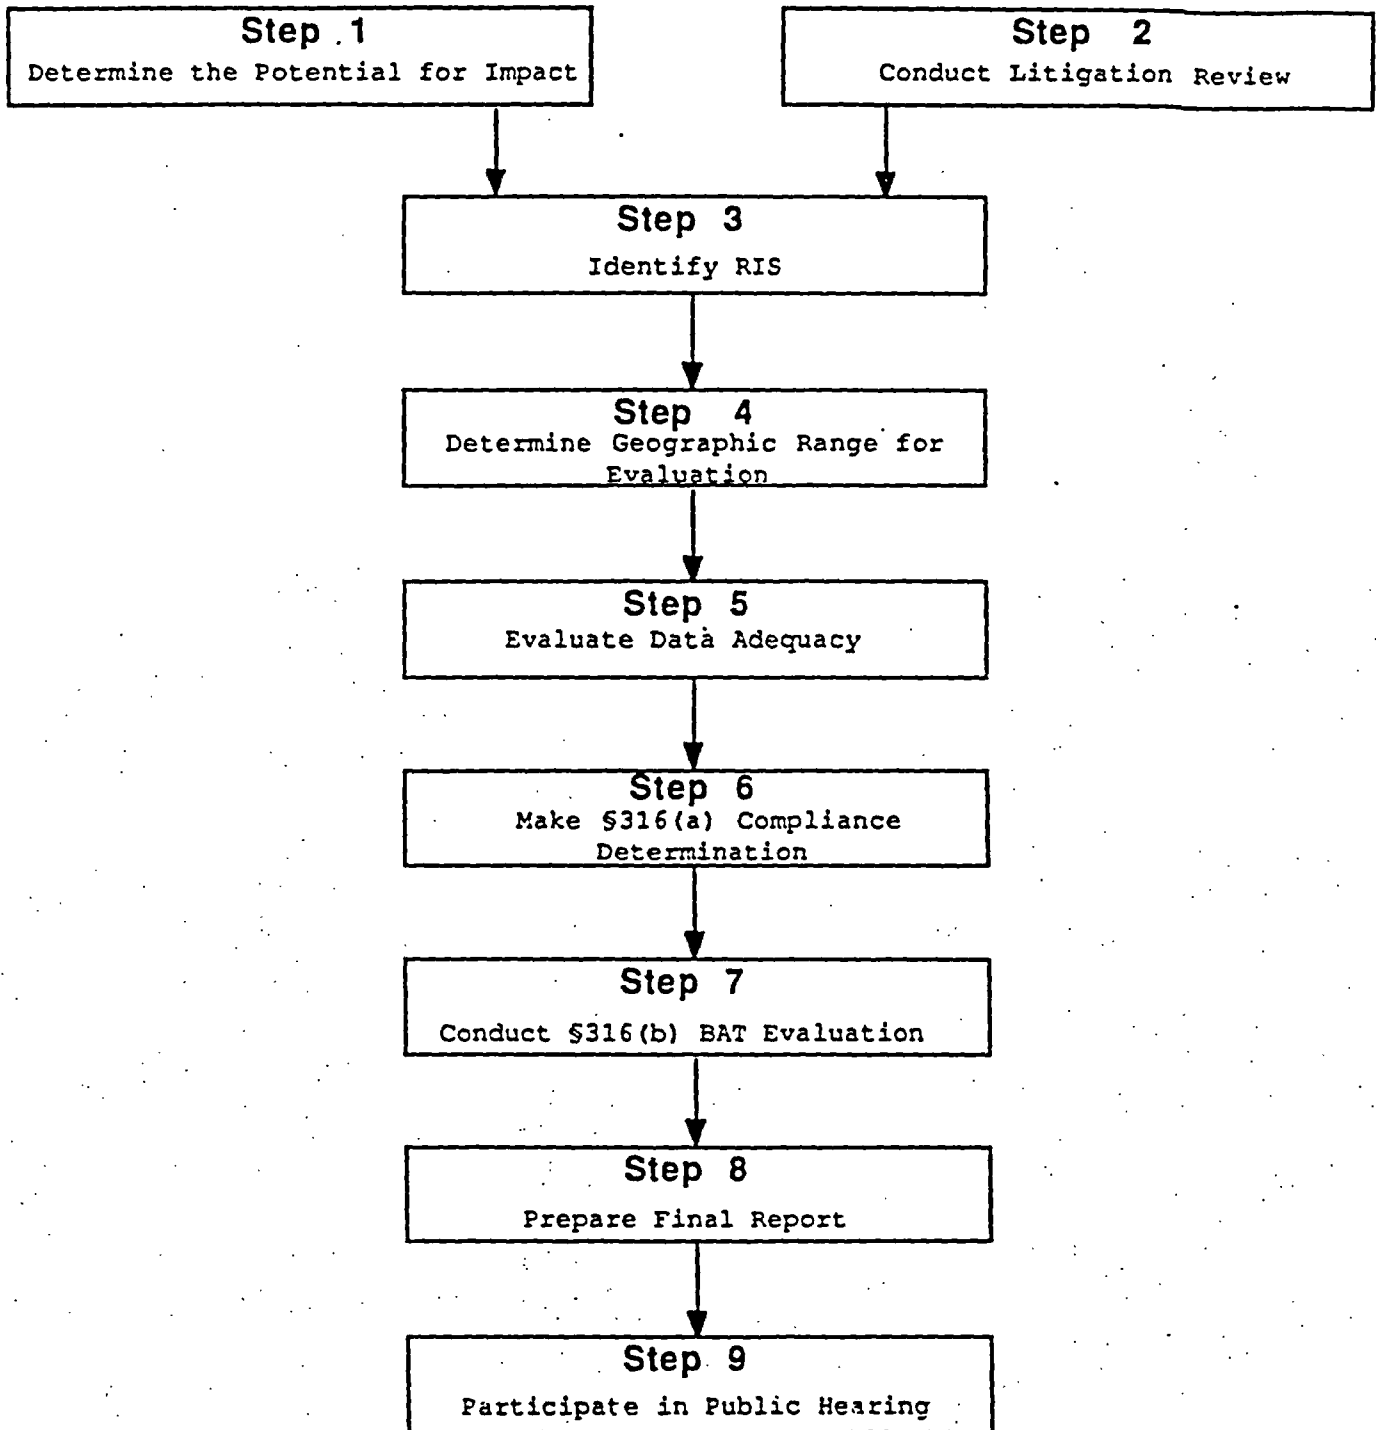 Step 1
Determine the Potential for Impact
Step 2
Conduct Litigation Review
Step 3
Identify RIS
Step 4
Determine Geographic Range for
Evaluation
Step 5
Evaluate Data Adequacy
Step 6
Make §316(a) Compliance
Determination
Step 7
Conduct §316(b) BAT Evaluation
Step 8
Prepare Final Report
Step 9
Participate in Public Hearing